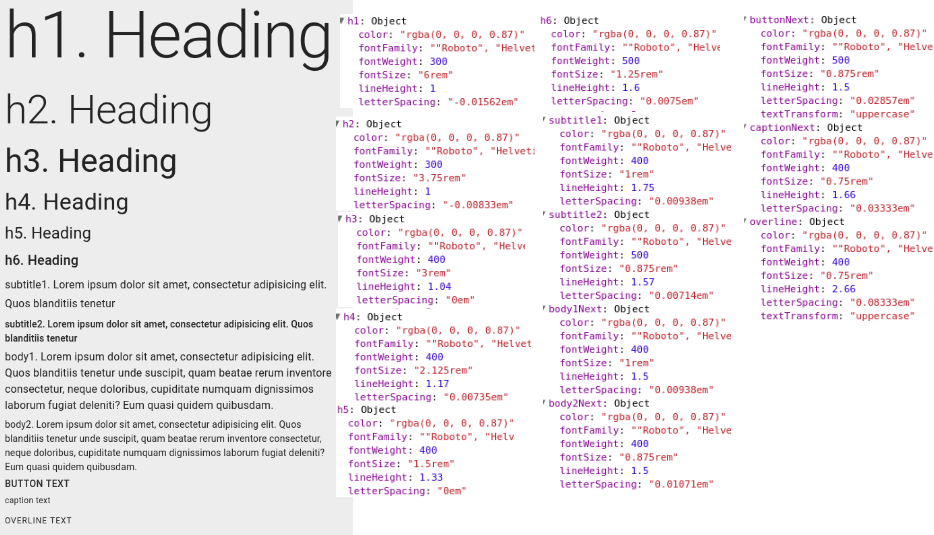 h1. Heading
h2. Heading
h3. Heading
h4. Heading
h5. Heading
h6. Heading
subtitle1. Lorem ipsum dolor sit amet, consectetur adipisicing elit.
Quos blanditiis tenetur
subtitle2. Lorem ipsum dolor sit amet, consectetur adipisicing elit. Quos
blanditiis tenetur
body1. Lorem ipsum dolor sit amet, consectetur adipisicing elit.
Quos blanditiis tenetur unde suscipit, quam beatae rerum inventore
consectetur, neque doloribus, cupiditate numquam dignissimos
laborum fugiat deleniti? Eum quasi quidem quibusdam.
body2. Lorem ipsum dolor sit amet, consectetur adipisicing elit. Quos
blanditiis tenetur unde suscipit, quam beatae rerum inventore consectetur,
neque doloribus, cupiditate numquam dignissimos laborum fugiat deleniti?
Eum quasi quidem quibusdam.
BUTTON TEXT
caption text
OVERLINE TEXT
h1: Object
color: "rgba(0, 0, 0, 0.87)"
fontFamily: ""Roboto", "Helvet
fontWeight: 300
fontSize: "6rem"
lineHeight: 1
letterSpacing: "-0.01562em"
h2: Object
color: "rgba(0, 0, 0, 0.87)"
fontFamily: ""Roboto", "Helveti
fontWeight: 300
fontSize: "3.75rem"
lineHeight: 1
letterSpacing: "-0.00833em"
h3: Object
color: "rgba(0, 0, 0, 0.87)"
fontFamily: ""Roboto", "Helve
fontWeight: 400
fontSize: "3rem"
lineHeight: 1.04
letterSpacing: "0em"
h4: Object
color: "rgba(0, 0, 0, 0.87)"
fontFamily: ""Roboto", "Helvet
fontWeight: 400
fontSize: "2.125rem"
lineHeight: 1.17
letterSpacing: "0.00735em"
h5: Object
color: "rgba(0, 0, 0, 0.87)"
fontFamily: ""Roboto", "Helv
fontWeight: 400
fontSize: "1.5rem"
lineHeight: 1.33
letterSpacing: "0em"
h6: Object
color: "rgba(0, 0, 0, 0.87)"
fontFamily: ""Roboto", "Helve
fontWeight: 500
fontSize: "1.25rem"
lineHeight: 1.6
letterSpacing: "0.0075em"
subtitle1: Object
color: "rgba(0, 0, 0, 0.87)"
fontFamily: ""Roboto", "Helve
fontWeight: 400
fontSize: "1rem"
lineHeight: 1.75
letterSpacing: "0.00938em"
subtitle2: Object
color: "rgba(0, 0, 0, 0.87)"
fontFamily: ""Roboto", "Helve
fontWeight: 500
fontSize: "0.875rem"
lineHeight: 1.57
letterSpacing: "0.00714em"
body1Next: Object
color: "rgba(0, 0, 0, 0.87)"
fontFamily: ""Roboto", "Helve
fontWeight: 400
fontSize: "1rem"
lineHeight: 1.5
letterSpacing: "0.00938em"
body2Next: Object
color: "rgba(0, 0, 0, 0.87)"
fontFamily: ""Roboto", "Helve
fontWeight: 400
fontSize: "0.875rem"
lineHeight: 1.5
letterSpacing: "0.01071em"
buttonNext: Object
color: "rgba(0, 0, 0, 0.87)"
fontFamily: ""Roboto", "Helve
fontWeight: 500
fontSize: "0.875rem"
lineHeight: 1.5
letterSpacing: "0.02857em"
textTransform: "uppercase"
captionNext: Object
color: "rgba(0, 0, 0, 0.87)"
fontFamily: ""Roboto", "Helve
fontWeight: 400
fontSize: "0.75rem"
lineHeight: 1.66
letterSpacing: "0.03333em"
overline: Object
color: "rgba(0, 0, 0, 0.87)"
fontFamily: ""Roboto", "Helve
fontWeight: 400
fontSize: "0.75rem"
lineHeight: 2.66
letterSpacing: "0.08333em"
textTransform: "uppercase"